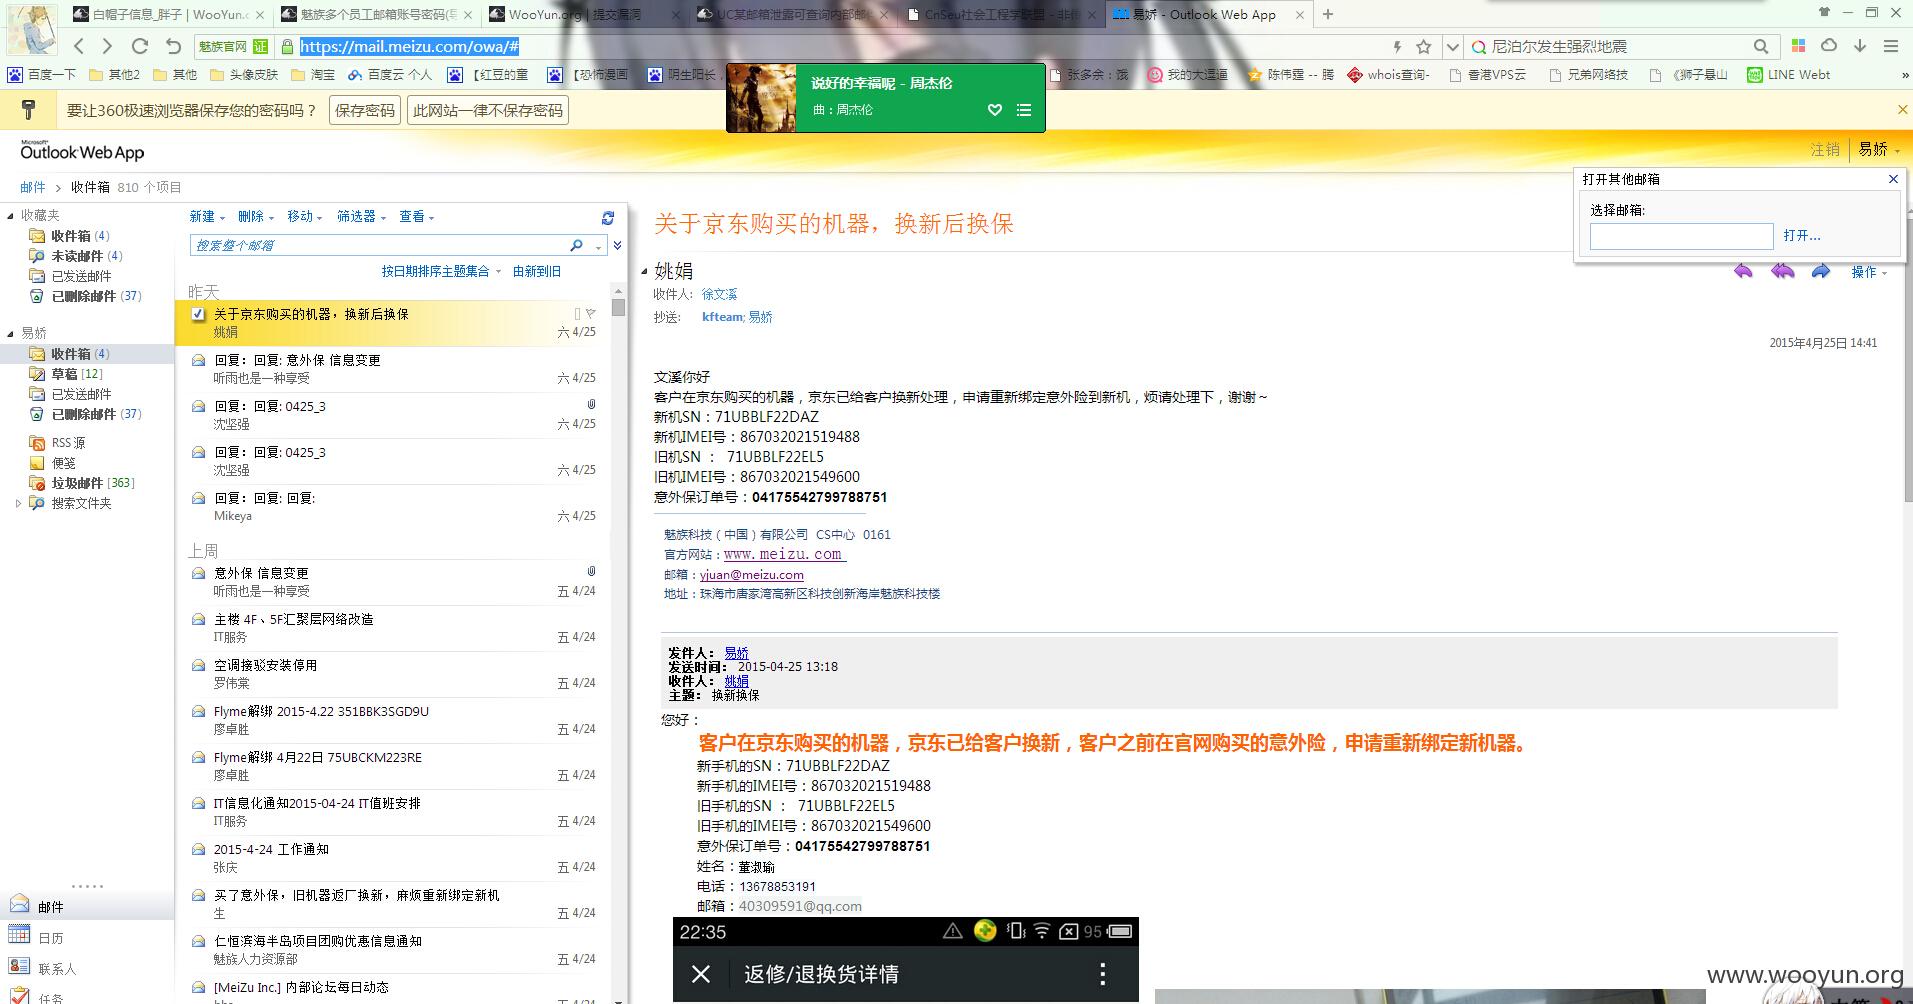 白帽子信息_胖子 | WooYun.o
魅族多个员工邮箱账号密码(导
WooYun.org | 提交漏洞
UC某邮箱泄露可查询内部邮件
CnSeu社会工程学联盟 - 非传
易娇 - Outlook Web App
魅族官网 证
https://mail.meizu.com/owa/#
尼泊尔发生强烈地震
百度一下
其他2
其他
头像皮肤
淘宝
百度云 个人
【红豆的童
【恐怖漫画
阴生阳长,
张多余:菠
我的大逗逼
陈伟霆 -- 腾
whois查询-
香港VPS云
兄弟网络技
《狮子悬山
LINE Webt
说好的幸福呢 - 周杰伦
曲:周杰伦
要让360极速浏览器保存您的密码吗?
保存密码
此网站一律不保存密码
Microsoft
Outlook Web App
注销
易娇
邮件 > 收件箱 810 个项目
打开其他邮箱
选择邮箱:
打开...
收藏夹
收件箱 (4)
未读邮件 (4)
已发送邮件
已删除邮件 (37)
易娇
收件箱 (4)
草稿 [12]
已发送邮件
已删除邮件 (37)
RSS 源
便笺
垃圾邮件 [363]
搜索文件夹
邮件
日历
联系人
任务
新建
删除
移动
筛选器
查看
搜索整个邮箱
按日期排序主题集合
由新到旧
昨天
关于京东购买的机器，换新后换保
姚娟
六 4/25
回复：回复: 意外保 信息变更
听雨也是一种享受
六 4/25
回复：回复: 0425_3
沈坚强
六 4/25
回复：回复: 0425_3
沈坚强
六 4/25
回复：回复: 回复:
Mikeya
六 4/25
上周
意外保 信息变更
听雨也是一种享受
五 4/24
主楼 4F、5F汇聚层网络改造
IT服务
五 4/24
空调接驳安装停用
罗伟棠
五 4/24
Flyme解绑 2015-4.22 351BBK3SGD9U
廖卓胜
五 4/24
Flyme解绑 4月22日 75UBCKM223RE
廖卓胜
五 4/24
IT信息化通知2015-04-24 IT值班安排
IT服务
五 4/24
2015-4-24 工作通知
张庆
五 4/24
买了意外保，旧机器返厂换新，麻烦重新绑定新机
生
五 4/24
仁恒滨海半岛项目团购优惠信息通知
魅族人力资源部
五 4/24
[MeiZu Inc.] 内部论坛每日动态
关于京东购买的机器，换新后换保
姚娟
收件人: 徐文溪
抄送: kfteam; 易娇
操作
2015年4月25日 14:41
文溪你好
客户在京东购买的机器，京东已给客户换新处理，申请重新绑定意外险到新机，烦请处理下，谢谢~
新机SN：71UBBLF22DAZ
新机IMEI号：867032021519488
旧机SN ： 71UBBLF22EL5
旧机IMEI号：867032021549600
意外保订单号：04175542799788751
魅族科技（中国）有限公司 CS中心 0161
官方网站：www.meizu.com
邮箱：yjuan@meizu.com
地址：珠海市唐家湾高新区科技创新海岸魅族科技楼
发件人： 易娇
发送时间： 2015-04-25 13:18
收件人： 姚娟
主题： 换新换保
您好：
客户在京东购买的机器，京东已给客户换新，客户之前在官网购买的意外险，申请重新绑定新机器。
新手机的SN：71UBBLF22DAZ
新手机的IMEI号：867032021519488
旧手机的SN ： 71UBBLF22EL5
旧手机的IMEI号：867032021549600
意外保订单号：04175542799788751
姓名：董淑瑜
电话：13678853191
邮箱：40309591@qq.com
22:35
95
返修/退换货详情
www.wooyun.org